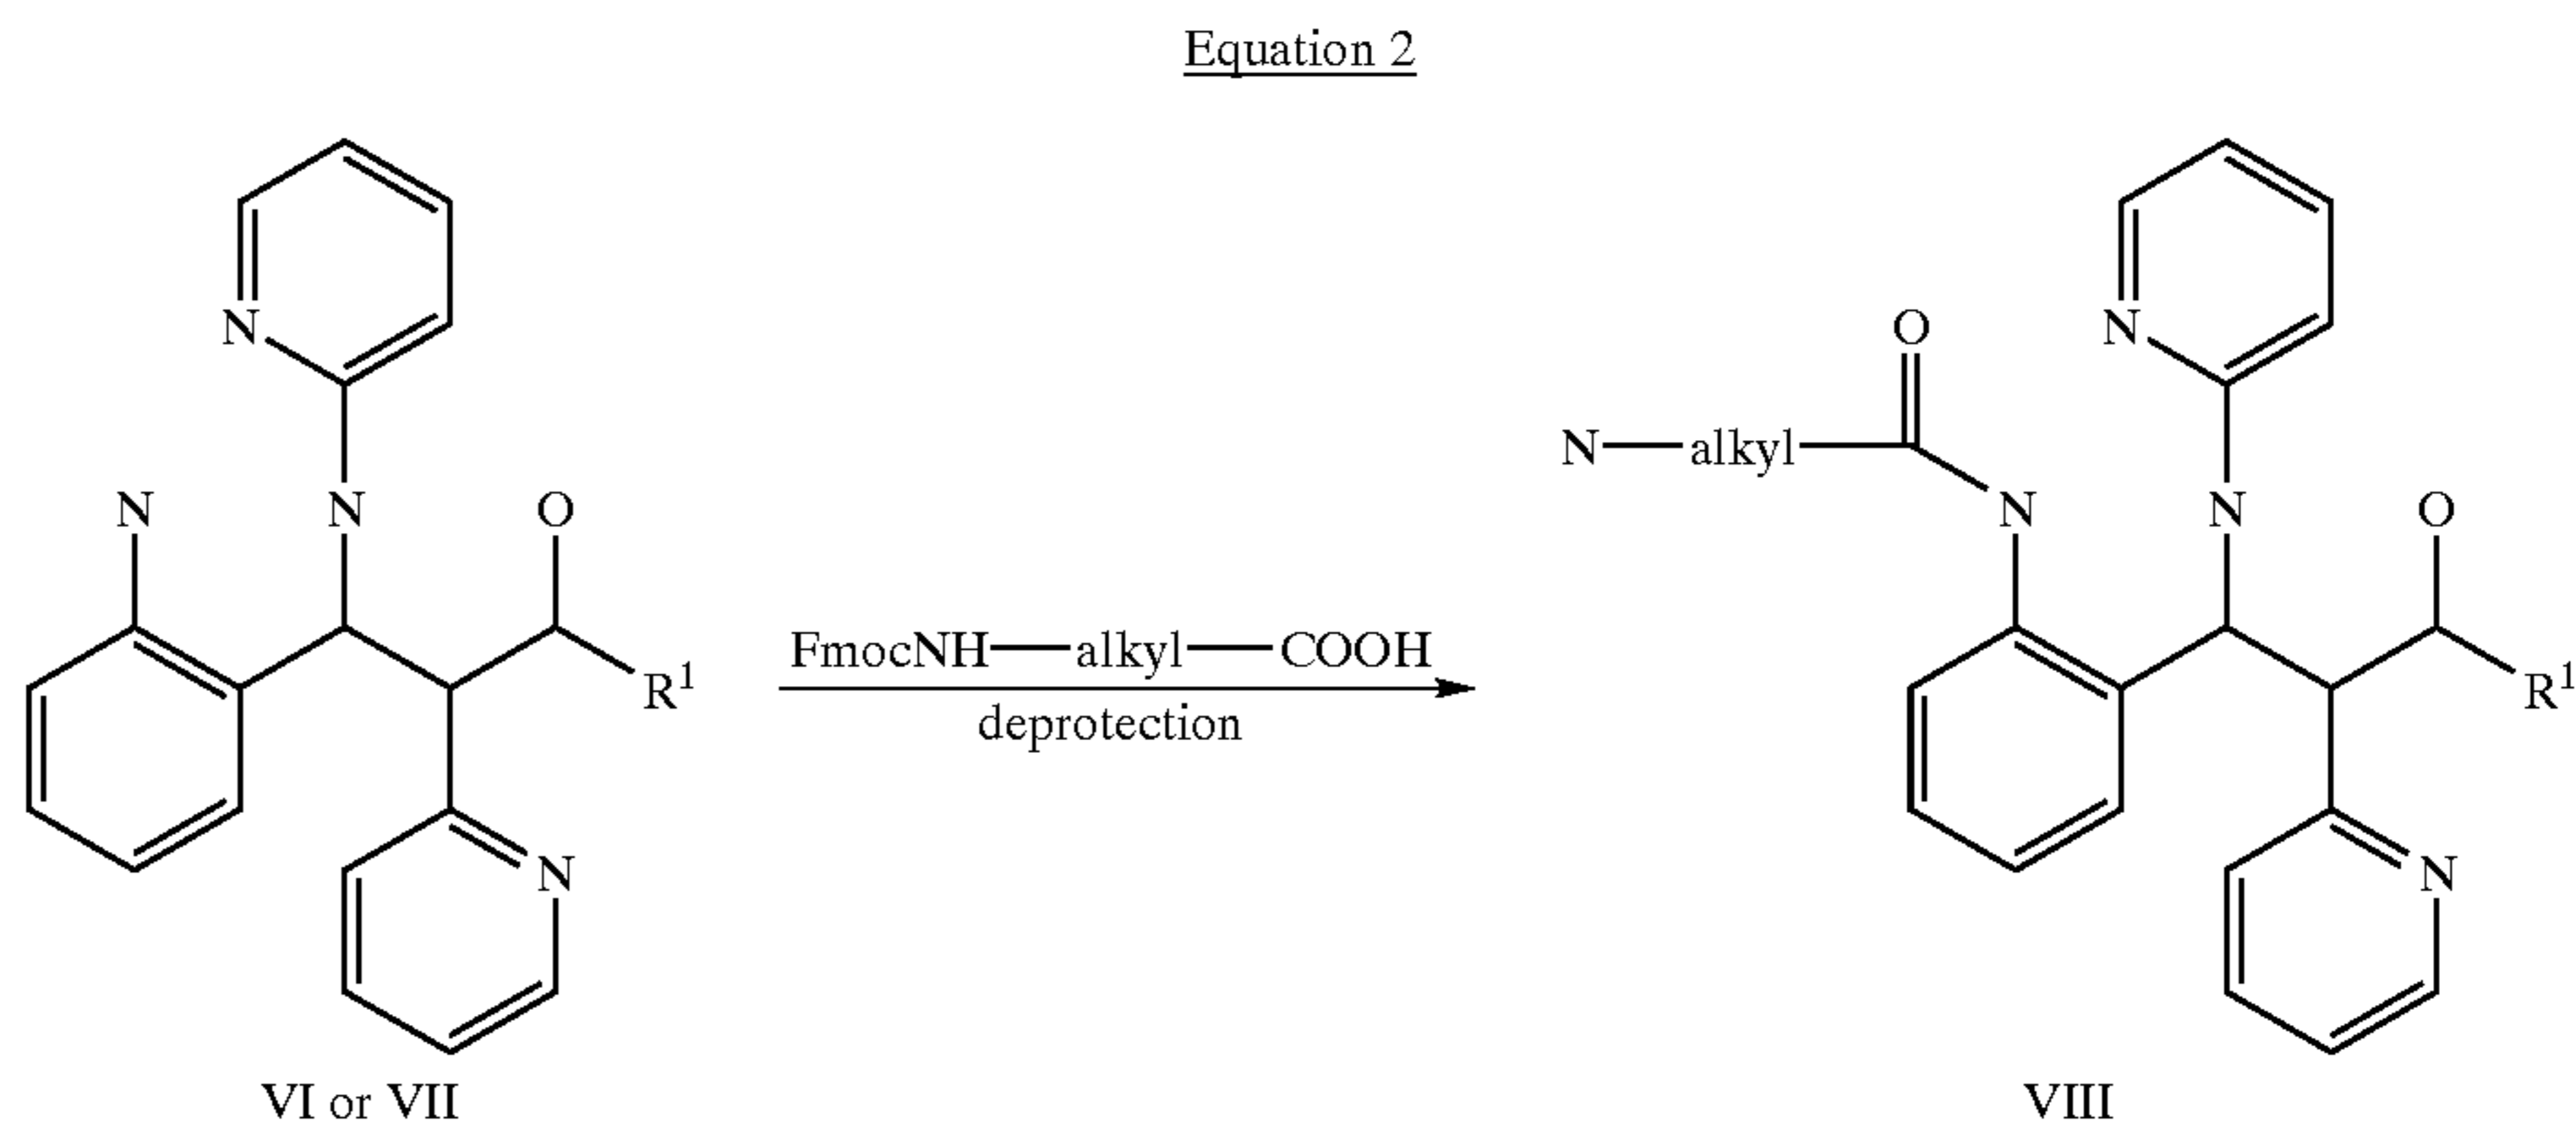 Equation 2
N
O
N
N
N
O
N—alkyl
N
N
O
R¹
FmocNH—alkyl—COOH
deprotection
R¹
N
N
VI or VII
VIII